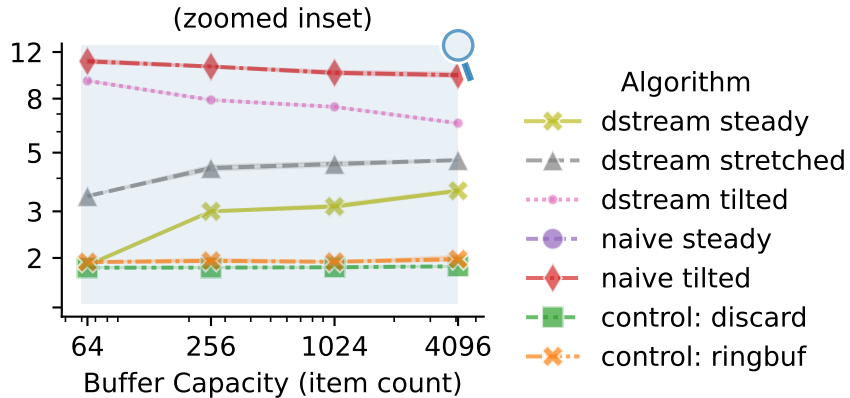 (zoomed inset)
12
8
5
3
2
64 256 1024 4096
Buffer Capacity (item count)
Algorithm
dstream steady
dstream stretched
dstream tilted
naive steady
naive tilted
control: discard
control: ringbuf